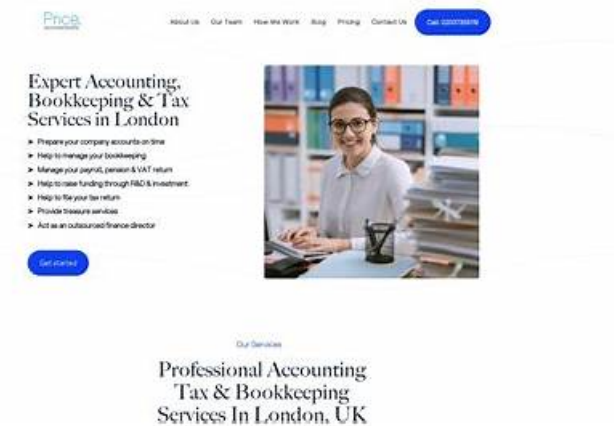 Price.
About Us Our Team How We Work Blog Pricing Contact Us Call:
Expert Accounting,
Bookkeeping & Tax
Services in London
➤ Prepare your company accounts on time
➤ Help to manage your bookkeeping
➤ Manage your payroll, pension & VAT return
➤ Help to raise funding through R&D & investment
➤ Help to file your tax return
➤ Provide treasure services
➤ Act as an outsourced finance director
Get started
Our Services
Professional Accounting
Tax & Bookkeeping
Services In London, UK